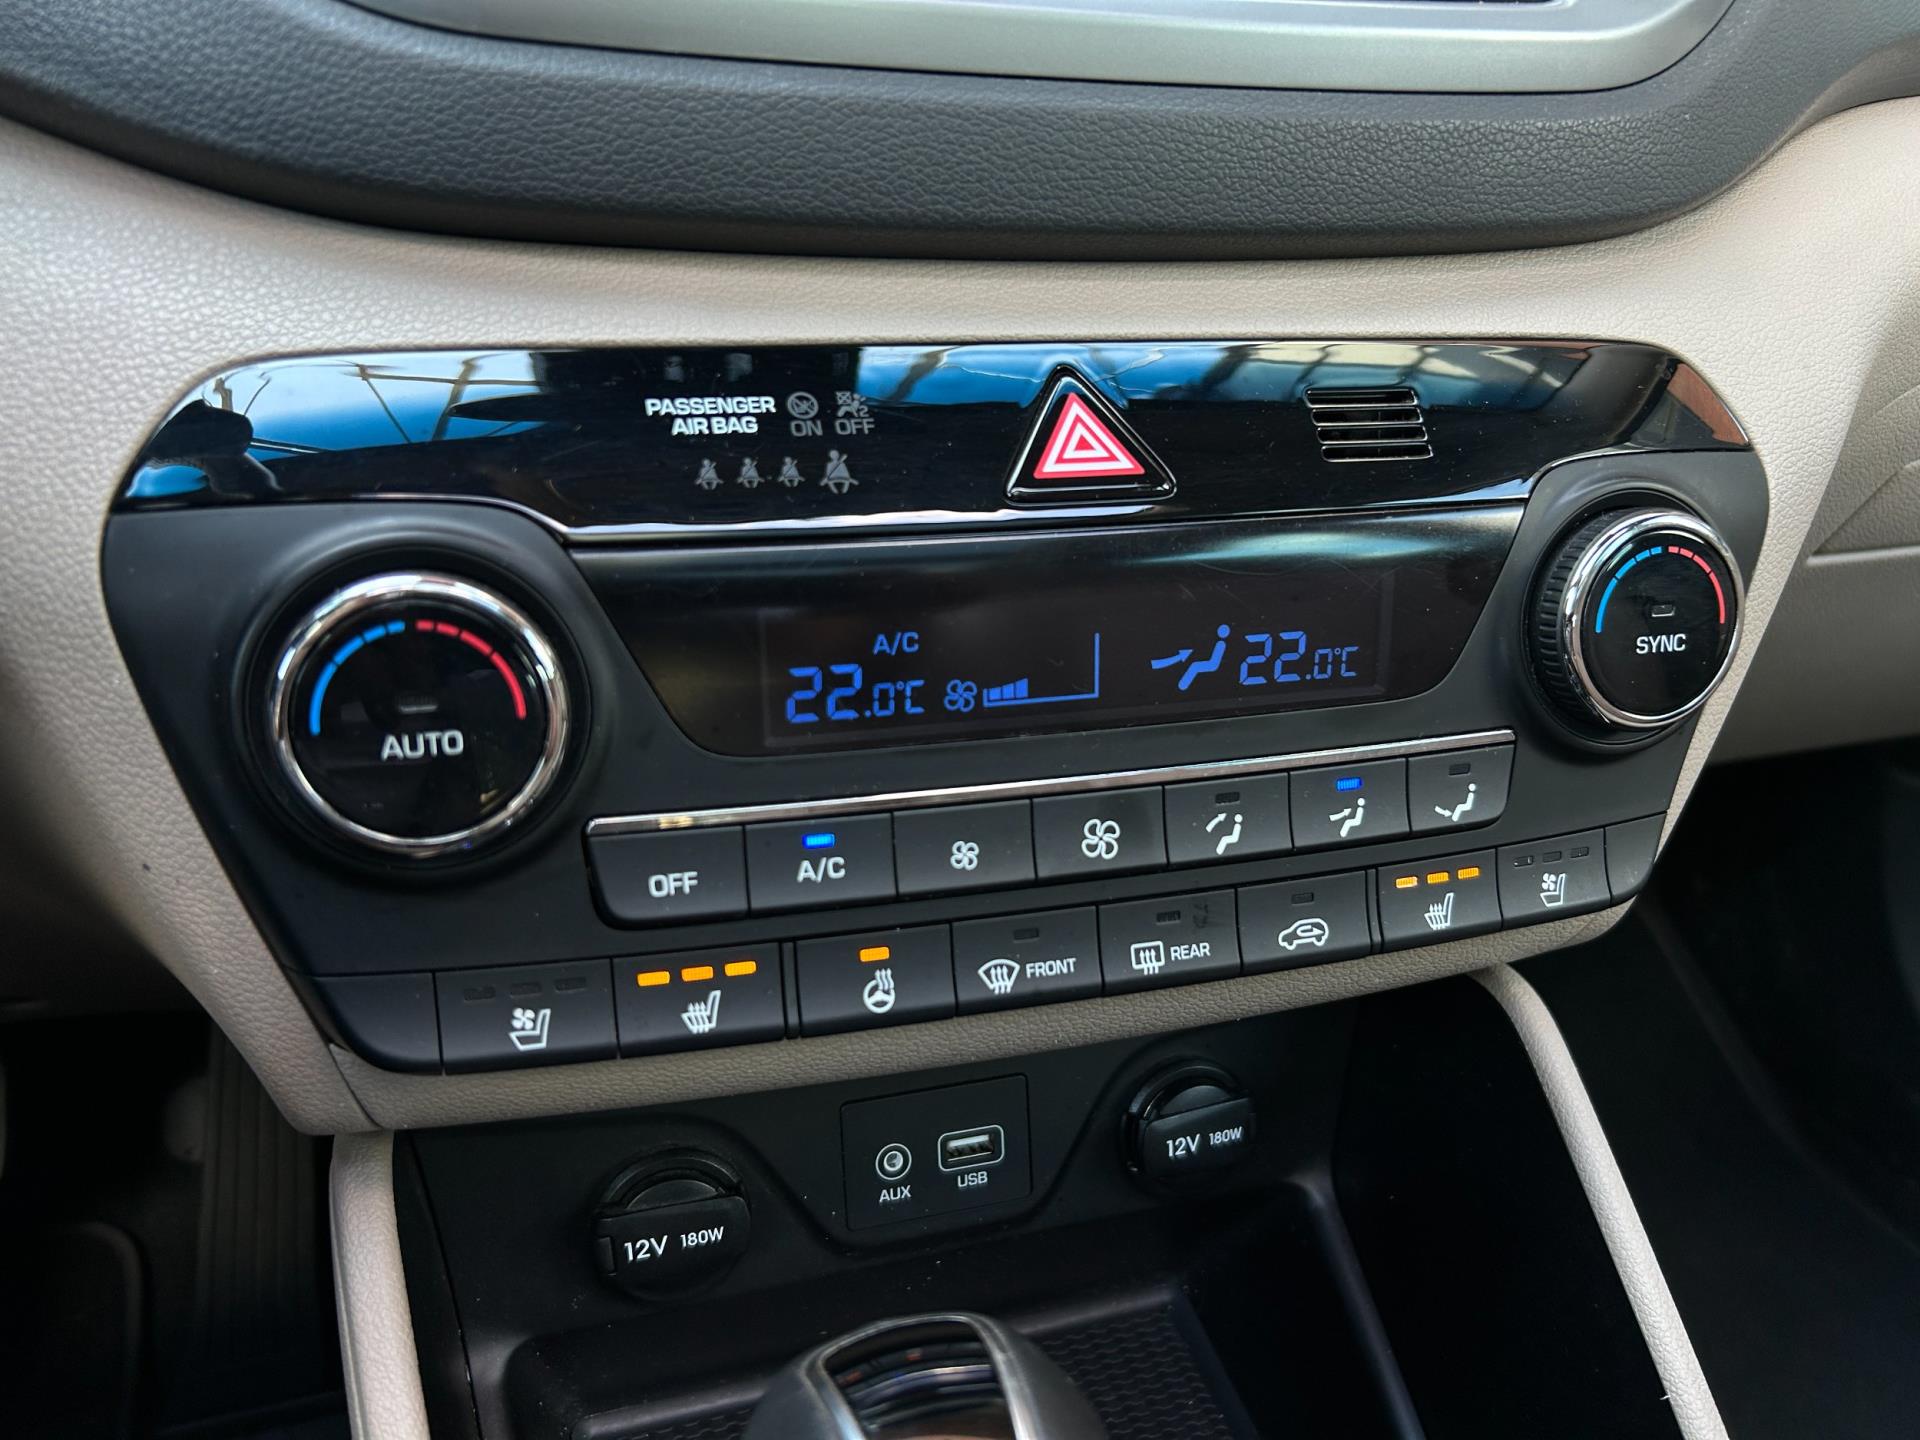 PASSENGER
AIR BAG
ON OFF
A/C
22.0°C
22.0°C
AUTO
SYNC
OFF
A/C
FRONT
REAR
AUX
USB
12V 180W
12V 180W